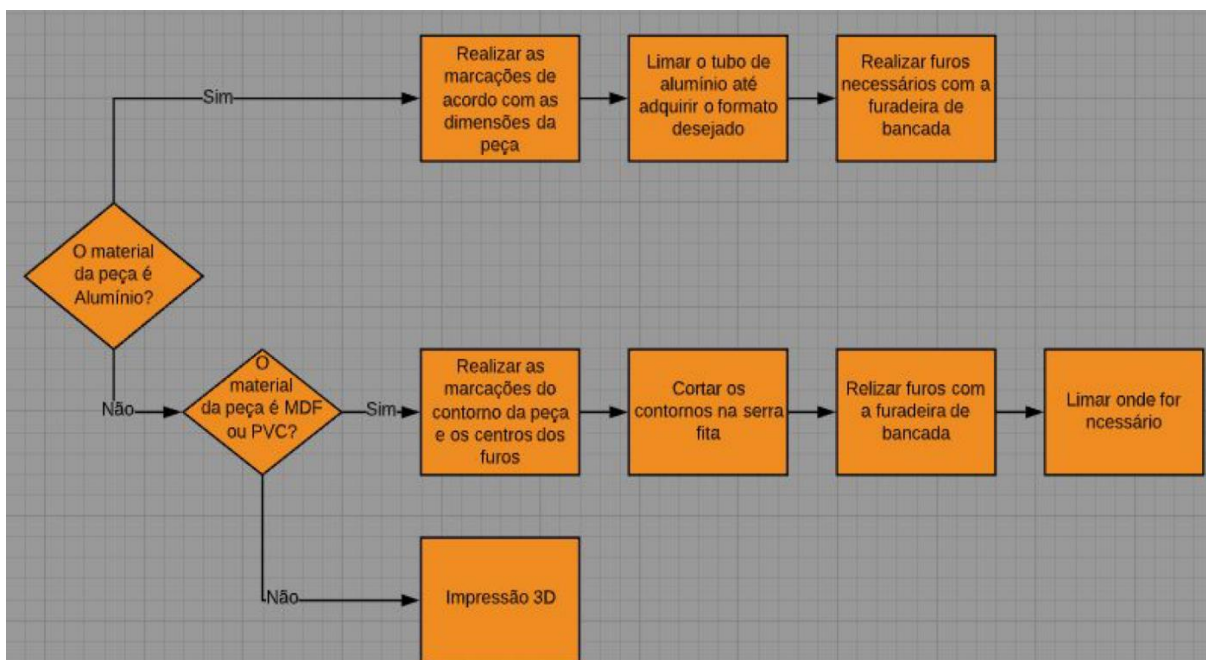 Realizar as
marcações de
acordo com as
dimensões da
peça
Limar o tubo de
alumínio até
adquirir o formato
desejado
Realizar furos
necessários com a
furadeira de
bancada
Sim
O material
da peça é
Alumínio?
Não
O
material
da peça é MDF
ou PVC?
Sim
Realizar as
marcações do
contorno da peça
e os centros dos
furos
Cortar os
contornos na serra
fita
Relizar furos com
a furadeira de
bancada
Limar onde for
ncessário
Não
Impressão 3D